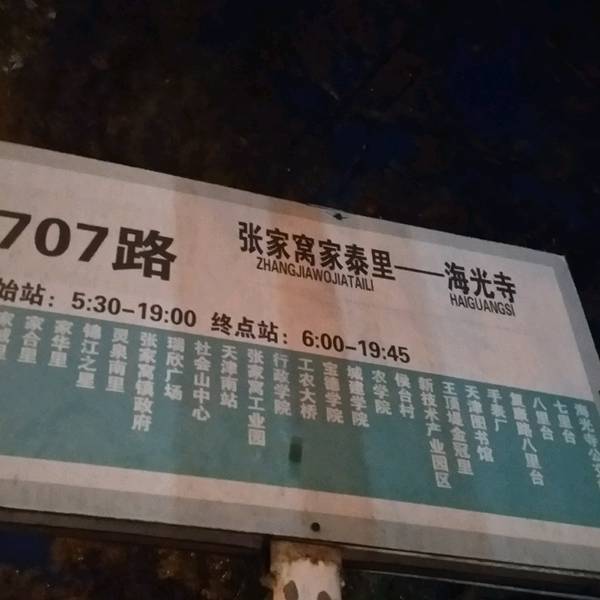 707路
张家窝家泰里——海光寺
ZHANGJIAWOJIATAILI
HAIGUANGSI
始站：5:30-19:00 终点站：6:00-19:45
家合里
家华里
锦江之星
灵泉南里
张家窝镇政府
瑞欣广场
社会山中心
天津南站
张家窝工业园
行政学院
工农大桥
宝德学院
城建学院
农学院
侯台村
新技术产业园区
王顶堤金冠里
天津图书馆
手表厂
复康路八里台
八里台
七里台
海光寺公交